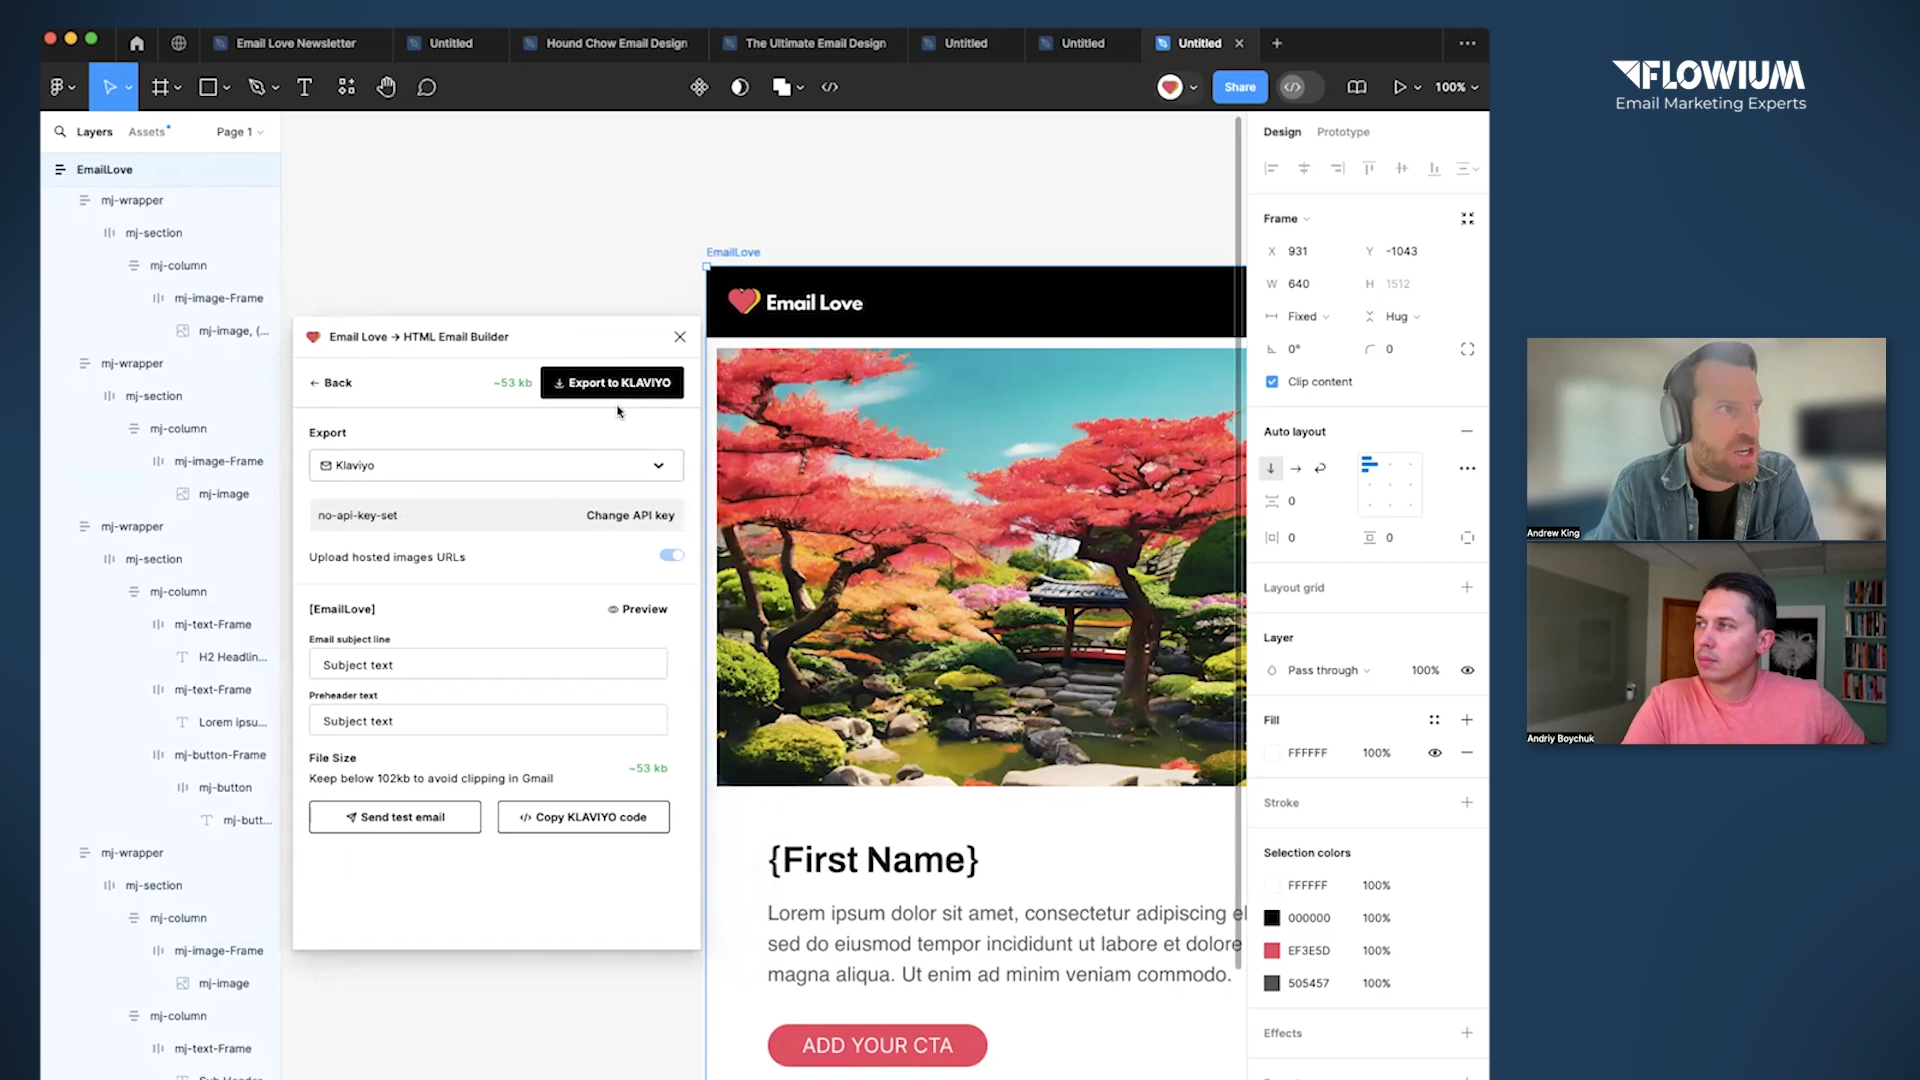 Email Love Newsletter
Untitled
Hound Chow Email Design
The Ultimate Email Design
Untitled
Untitled
Untitled
FLOWIUM
Email Marketing Experts
Share
100%
Layers
Assets
Page 1
EmailLove
mj-wrapper
mj-section
mj-column
mj-image-Frame
mj-image, (...
mj-wrapper
mj-section
mj-column
mj-image-Frame
mj-image
mj-wrapper
mj-section
mj-column
mj-text-Frame
H2 Headlin...
mj-text-Frame
Lorem ipsu...
mj-button-Frame
mj-button
mj-butt...
mj-wrapper
mj-section
mj-column
mj-image-Frame
mj-image
mj-column
mj-text-Frame
Email Love → HTML Email Builder
← Back
~53 kb
Export to KLAVIYO
Export
Klaviyo
no-api-key-set
Change API key
Upload hosted images URLs
[EmailLove]
Preview
Email subject line
Subject text
Preheader text
Subject text
File Size
Keep below 102kb to avoid clipping in Gmail
~53 kb
Send test email
</> Copy KLAVIYO code
EmailLove
Email Love
{First Name}
Lorem ipsum dolor sit amet, consectetur adipiscing el
sed do eiusmod tempor incididunt ut labore et dolore
magna aliqua. Ut enim ad minim veniam commodo.
ADD YOUR CTA
Design
Prototype
Frame
X 931
Y -1043
W 640
H 1512
Fixed
Hug
0°
0
Clip content
Auto layout
0
0
0
Layout grid
Layer
Pass through
100%
Fill
FFFFFF
100%
Stroke
Selection colors
FFFFFF 100%
000000 100%
EF3E5D 100%
505457 100%
Effects
Andrew King
Andriy Boychuk